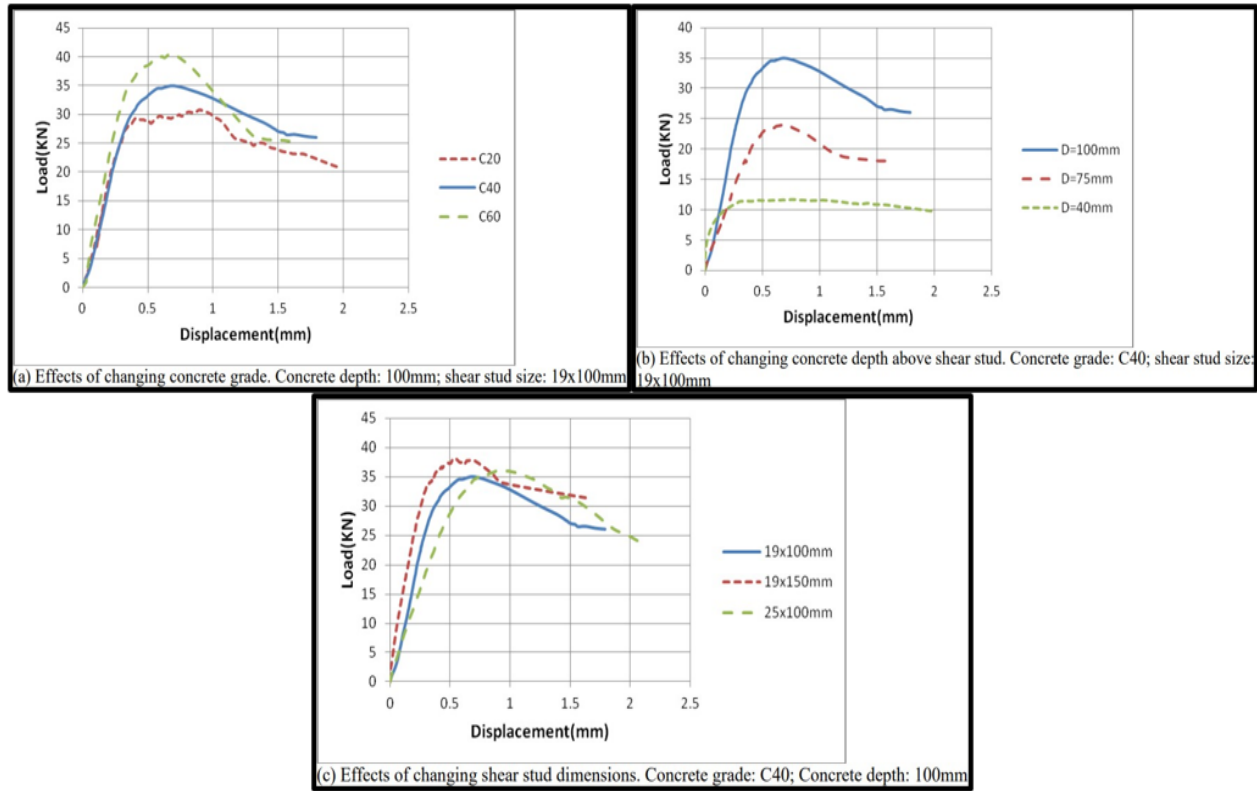 45
40
35
30
25
20
15
10
5
0
Load(KN)
0 0.5 1 1.5 2 2.5
Displacement(mm)
C20
C40
C60
(a) Effects of changing concrete grade. Concrete depth: 100mm; shear stud size: 19x100mm
40
35
30
25
20
15
10
5
0
Load(KN)
0 0.5 1 1.5 2 2.5
Displacement(mm)
D=100mm
D=75mm
D=40mm
(b) Effects of changing concrete depth above shear stud. Concrete grade: C40; shear stud size:
19x100mm
45
40
35
30
25
20
15
10
5
0
Load(KN)
0 0.5 1 1.5 2 2.5
Displacement(mm)
19x100mm
19x150mm
25x100mm
(c) Effects of changing shear stud dimensions. Concrete grade: C40; Concrete depth: 100mm